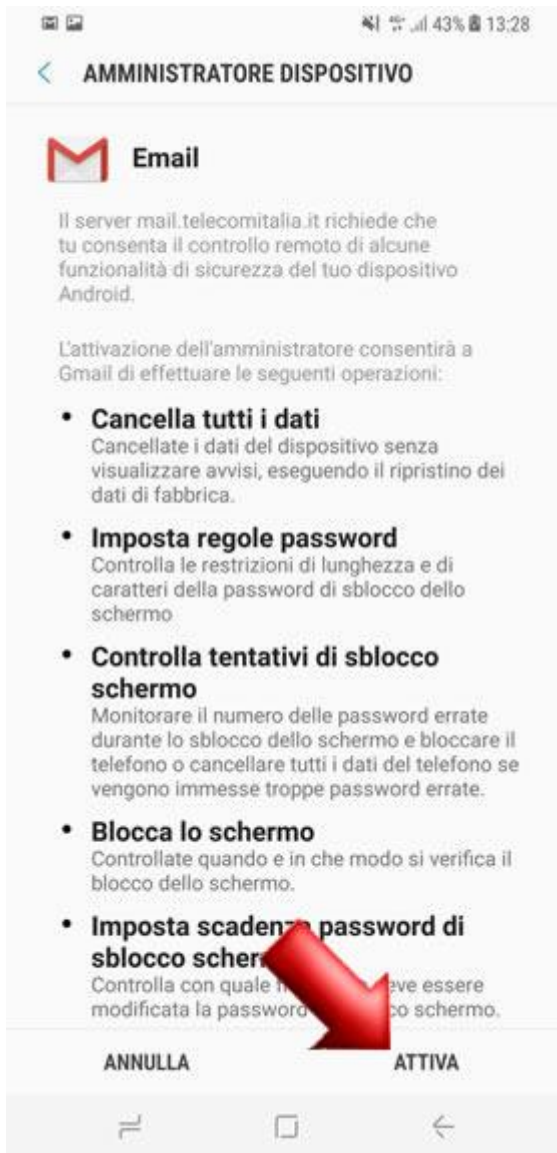 43% 13:28
AMMINISTRATORE DISPOSITIVO
Email
Il server mail.telecomitalia.it richiede che
tu consenta il controllo remoto di alcune
funzionalità di sicurezza del tuo dispositivo
Android.
L'attivazione dell'amministratore consentirà a
Gmail di effettuare le seguenti operazioni:
• Cancella tutti i dati
Cancellate i dati del dispositivo senza
visualizzare avvisi, eseguendo il ripristino dei
dati di fabbrica.
• Imposta regole password
Controlla le restrizioni di lunghezza e di
caratteri della password di sblocco dello
schermo
• Controlla tentativi di sblocco
schermo
Monitorare il numero delle password errate
durante lo sblocco dello schermo e bloccare il
telefono o cancellare tutti i dati del telefono se
vengono immesse troppe password errate.
• Blocca lo schermo
Controllate quando e in che modo si verifica il
blocco dello schermo.
• Imposta scadenza password di
sblocco
Controlla con quale essere
modificata la password schermo.
ANNULLA ATTIVA